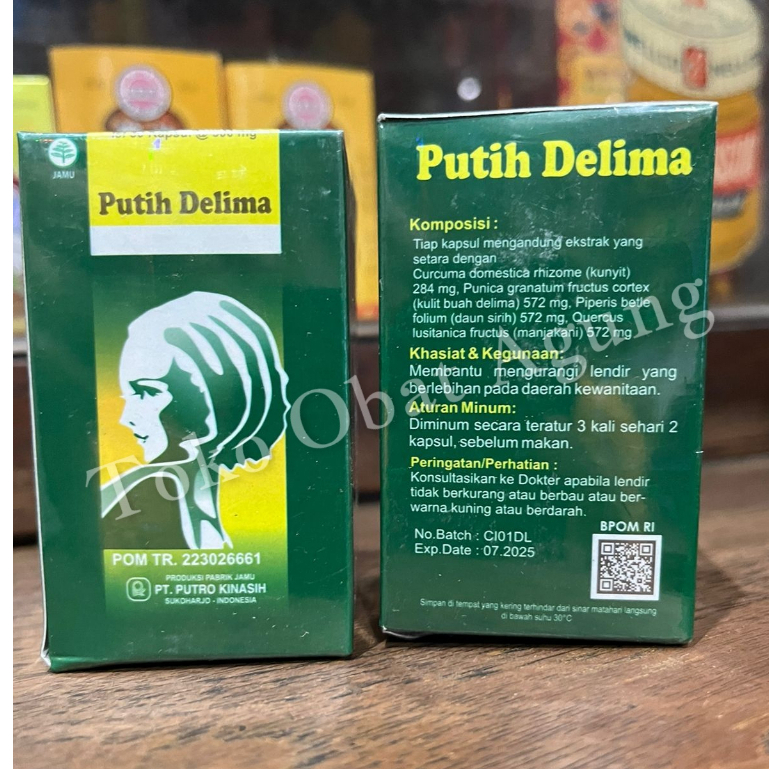 JAMU
Putih Delima
POM TR. 223026661
PRODUKSI PABRIK JAMU
PT. PUTRO KINASIH
SUKOHARJO - INDONESIA
Putih Delima
Komposisi :
Tiap kapsul mengandung ekstrak yang
setara dengan
Curcuma domestica rhizome (kunyit)
284 mg, Punica granatum fructus cortex
(kulit buah delima) 572 mg, Piperis betle
folium (daun sirih) 572 mg, Quercus
lusitanica fructus (manjakani) 572 mg
Khasiat & Kegunaan:
Membantu mengurangi lendir yang
berlebihan pada daerah kewanitaan.
Aturan Minum:
Diminum secara teratur 3 kali sehari 2
kapsul, sebelum makan.
Peringatan/Perhatian :
Konsultasikan ke Dokter apabila lendir
tidak berkurang atau berbau atau ber-
warna kuning atau berdarah.
No.Batch : CI01DL
Exp.Date : 07.2025
BPOM RI
Simpan di tempat yang kering terhindar dari sinar matahari langsung
di bawah suhu 30°C
Toko Obat Agung